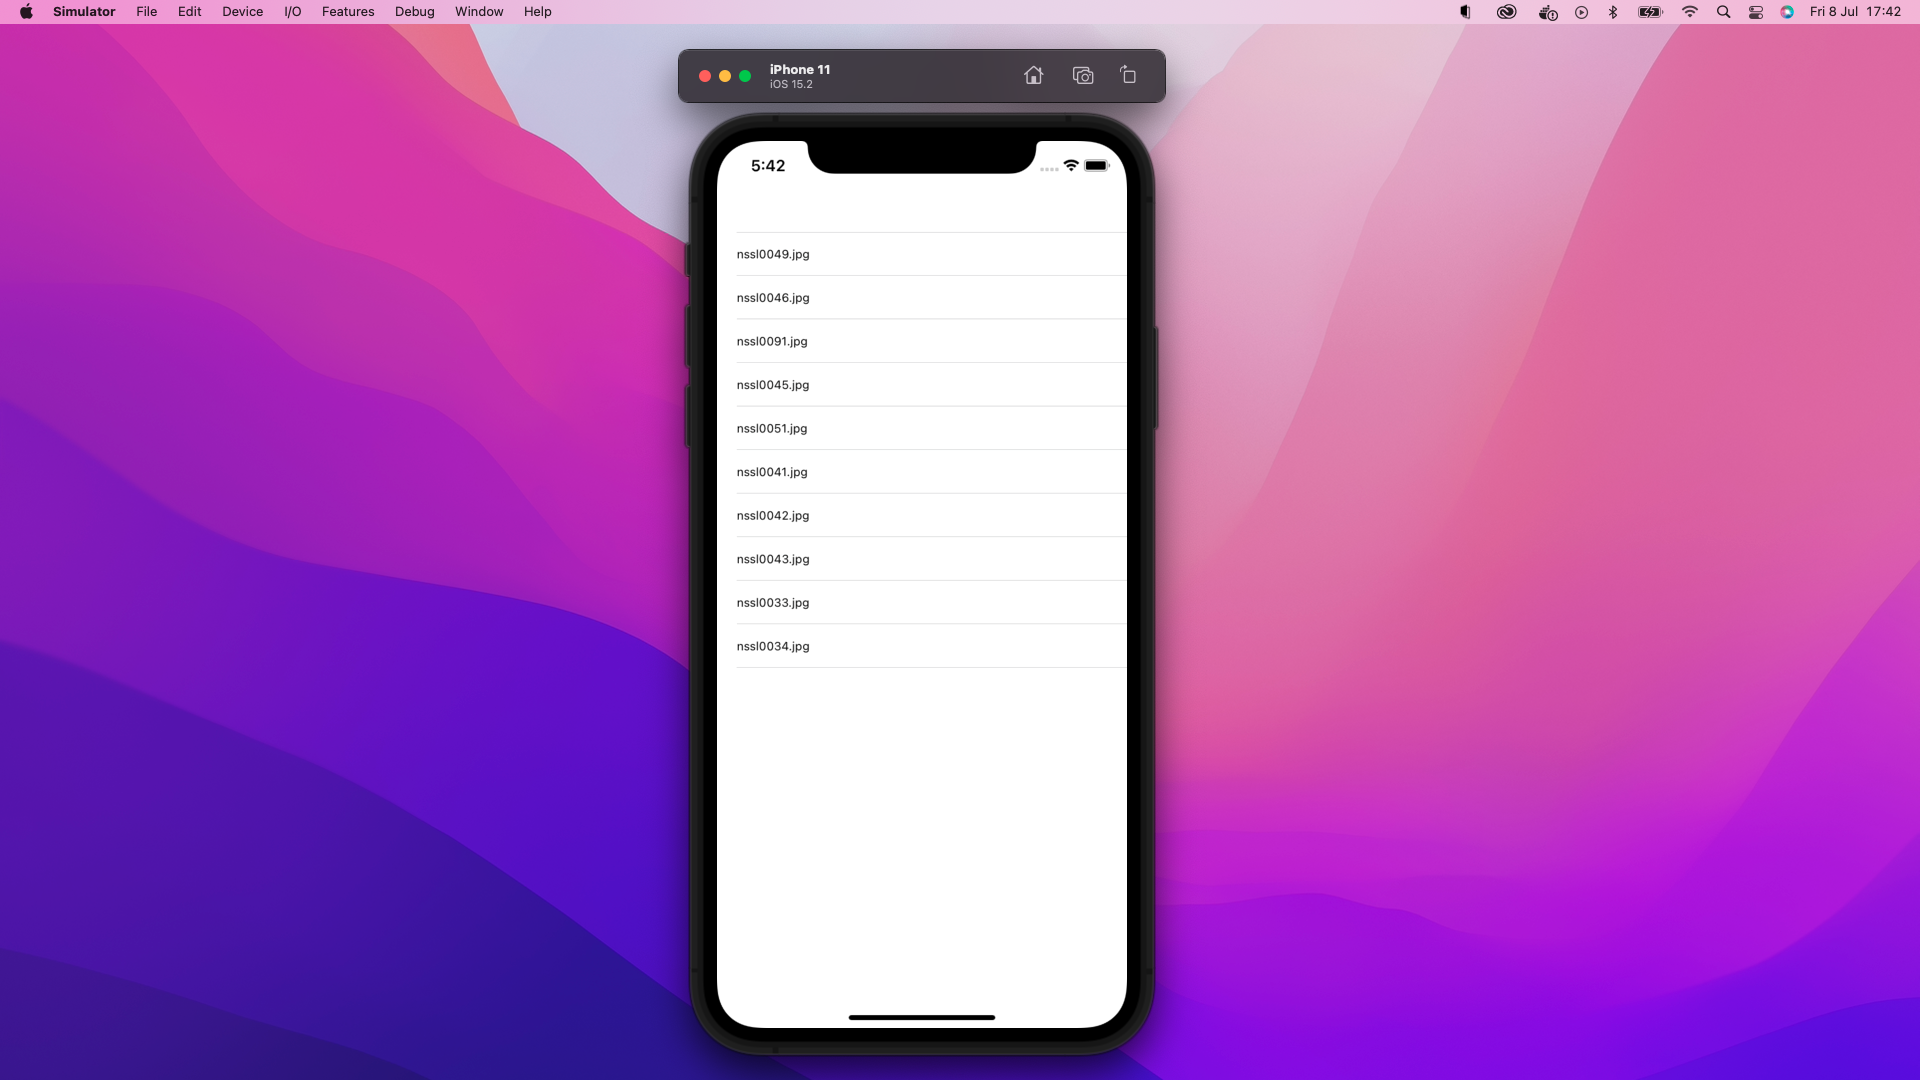 Simulator File Edit Device I/O Features Debug Window Help Fri 8 Jul 17:42
iPhone 11
iOS 15.2
5:42
nssl0049.jpg
nssl0046.jpg
nssl0091.jpg
nssl0045.jpg
nssl0051.jpg
nssl0041.jpg
nssl0042.jpg
nssl0043.jpg
nssl0033.jpg
nssl0034.jpg